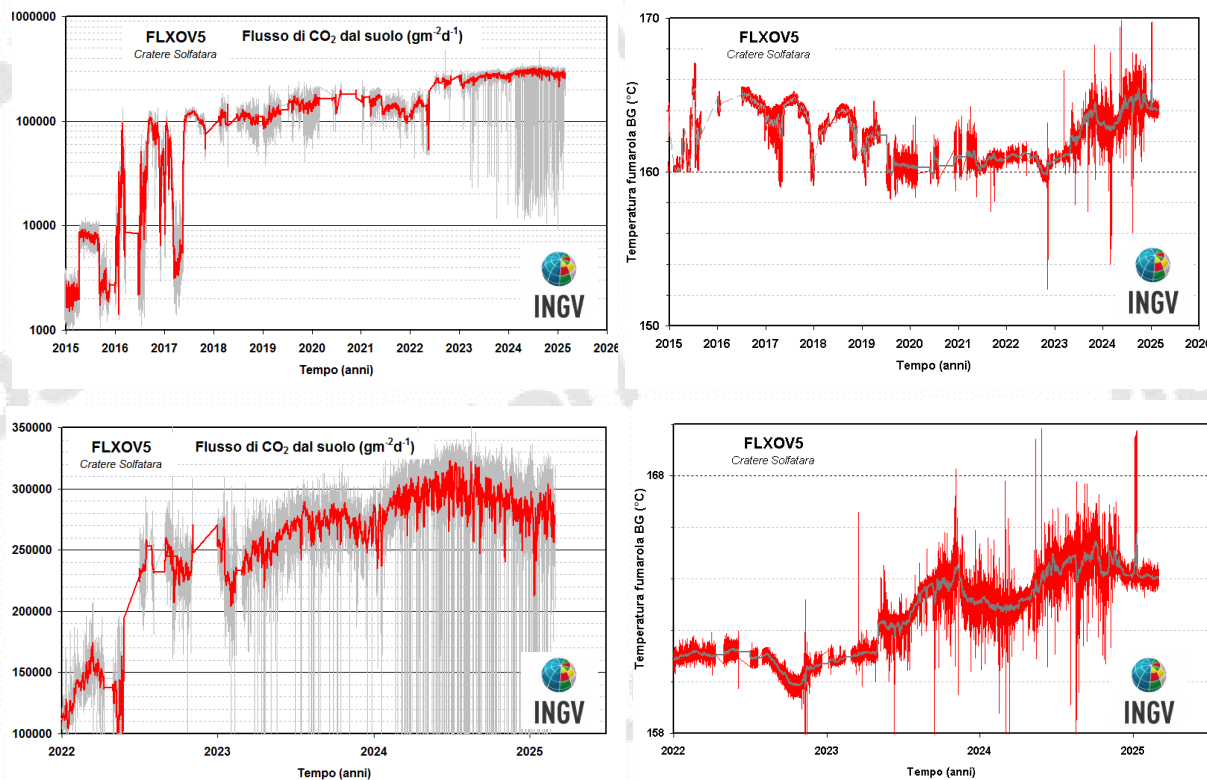 FLXOV5 Flusso di CO2 dal suolo (gm-2d-1)
Cratere Solfatara
1000000
100000
10000
1000
2015 2016 2017 2018 2019 2020 2021 2022 2023 2024 2025 2026
Tempo (anni)
INGV
FLXOV5
Cratere Solfatara
Temperatura fumarola BG (°C)
170
160
150
2015 2016 2017 2018 2019 2020 2021 2022 2023 2024 2025 2026
Tempo (anni)
INGV
FLXOV5 Flusso di CO2 dal suolo (gm-2d-1)
Cratere Solfatara
350000
300000
250000
200000
150000
100000
2022 2023 2024 2025
Tempo (anni)
INGV
FLXOV5
Cratere Solfatara
Temperatura fumarola BG (°C)
168
158
2022 2023 2024 2025
Tempo (anni)
INGV